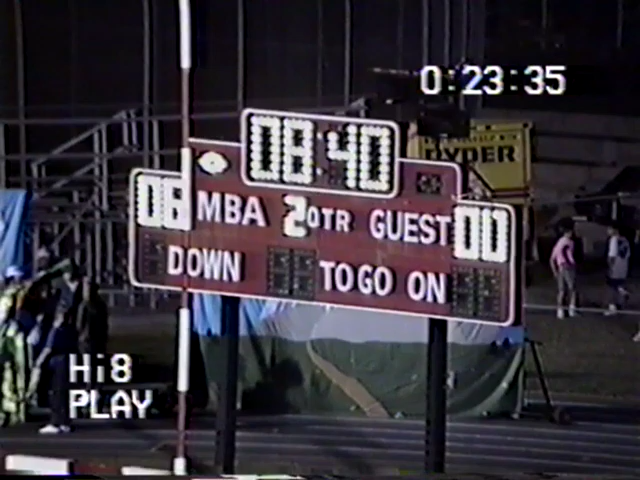 0:23:35
08:40
RYDER
08 MBA 2 QTR GUEST 00
DOWN TO GO ON
Hi8
PLAY